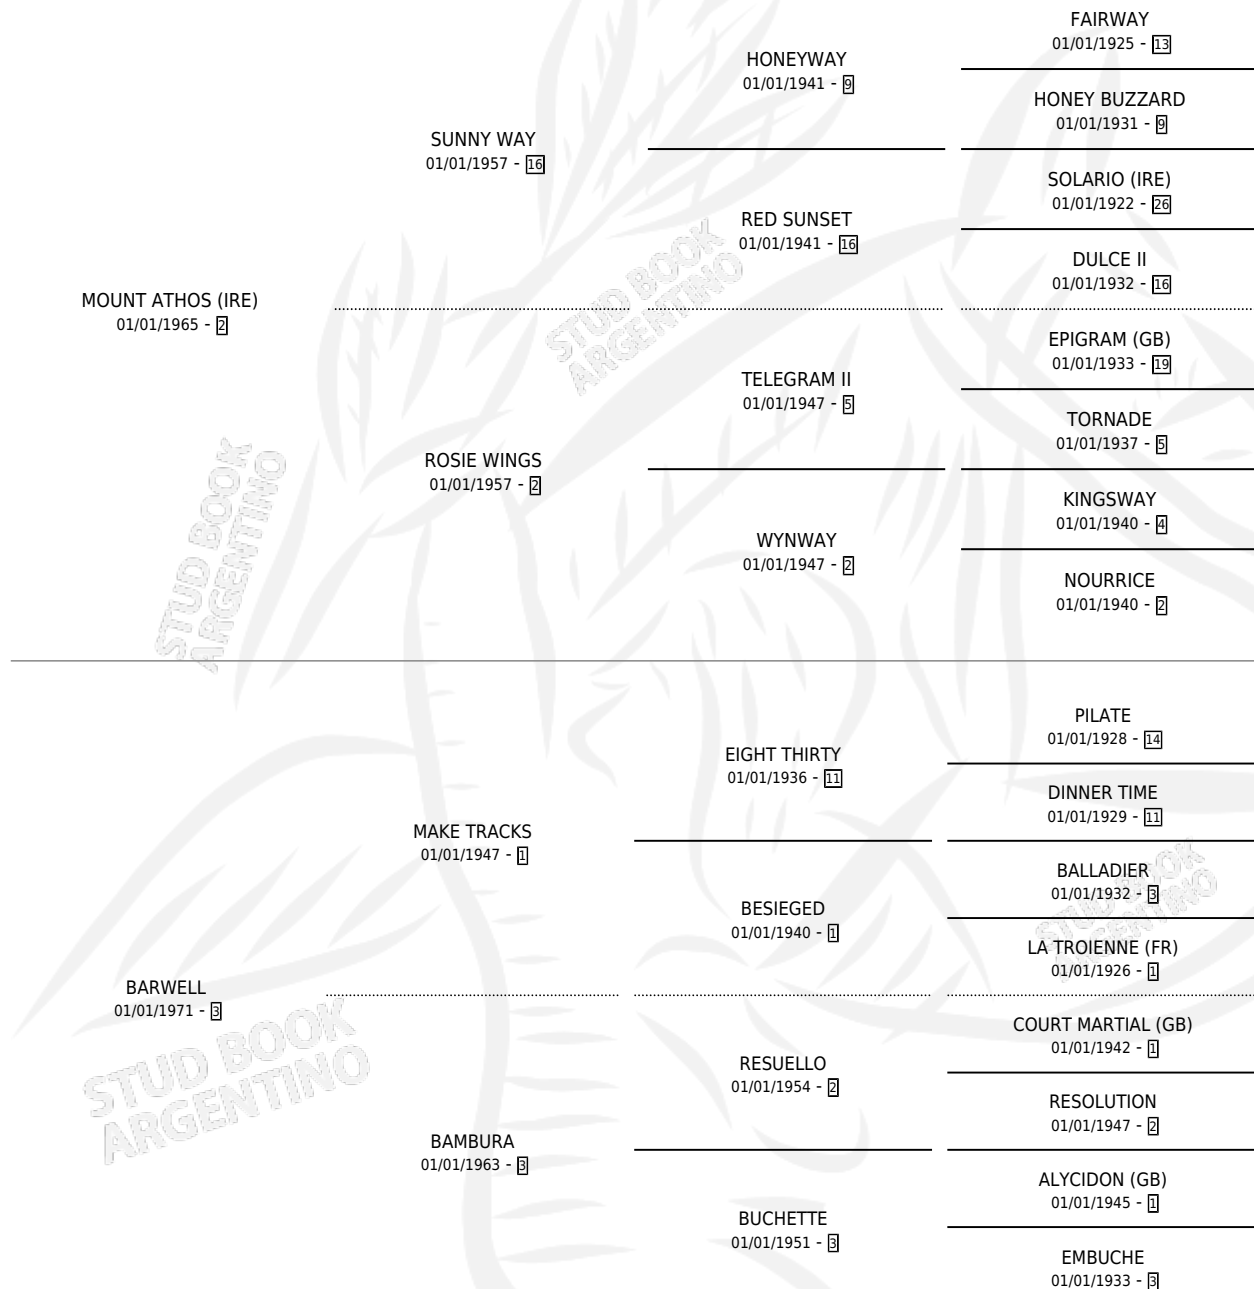 FAIRWAY
01/01/1925 - 13
HONEYWAY
01/01/1941 - 9
HONEY BUZZARD
01/01/1931 - 9
SUNNY WAY
01/01/1957 - 16
SOLARIO (IRE)
01/01/1922 - 26
RED SUNSET
01/01/1941 - 16
DULCE II
01/01/1932 - 16
MOUNT ATHOS (IRE)
01/01/1965 - 2
EPIGRAM (GB)
01/01/1933 - 19
TELEGRAM II
01/01/1947 - 5
TORNADE
01/01/1937 - 5
ROSIE WINGS
01/01/1957 - 2
KINGSWAY
01/01/1940 - 4
WYNWAY
01/01/1947 - 2
NOURRICE
01/01/1940 - 2
PILATE
01/01/1928 - 14
EIGHT THIRTY
01/01/1936 - 11
DINNER TIME
01/01/1929 - 11
MAKE TRACKS
01/01/1947 - 1
BALLADIER
01/01/1932 - 3
BESIEGED
01/01/1940 - 1
LA TROIENNE (FR)
01/01/1926 - 1
BARWELL
01/01/1971 - 3
COURT MARTIAL (GB)
01/01/1942 - 1
RESUELLO
01/01/1954 - 2
RESOLUTION
01/01/1947 - 2
BAMBURA
01/01/1963 - 3
ALYCIDON (GB)
01/01/1945 - 1
BUCHETTE
01/01/1951 - 3
EMBUCHE
01/01/1933 - 3
STUD BOOK
ARGENTINO
STUD BOOK
ARGENTINO
STUD BOOK
ARGENTINO
STUD BOOK
ARGENTINO